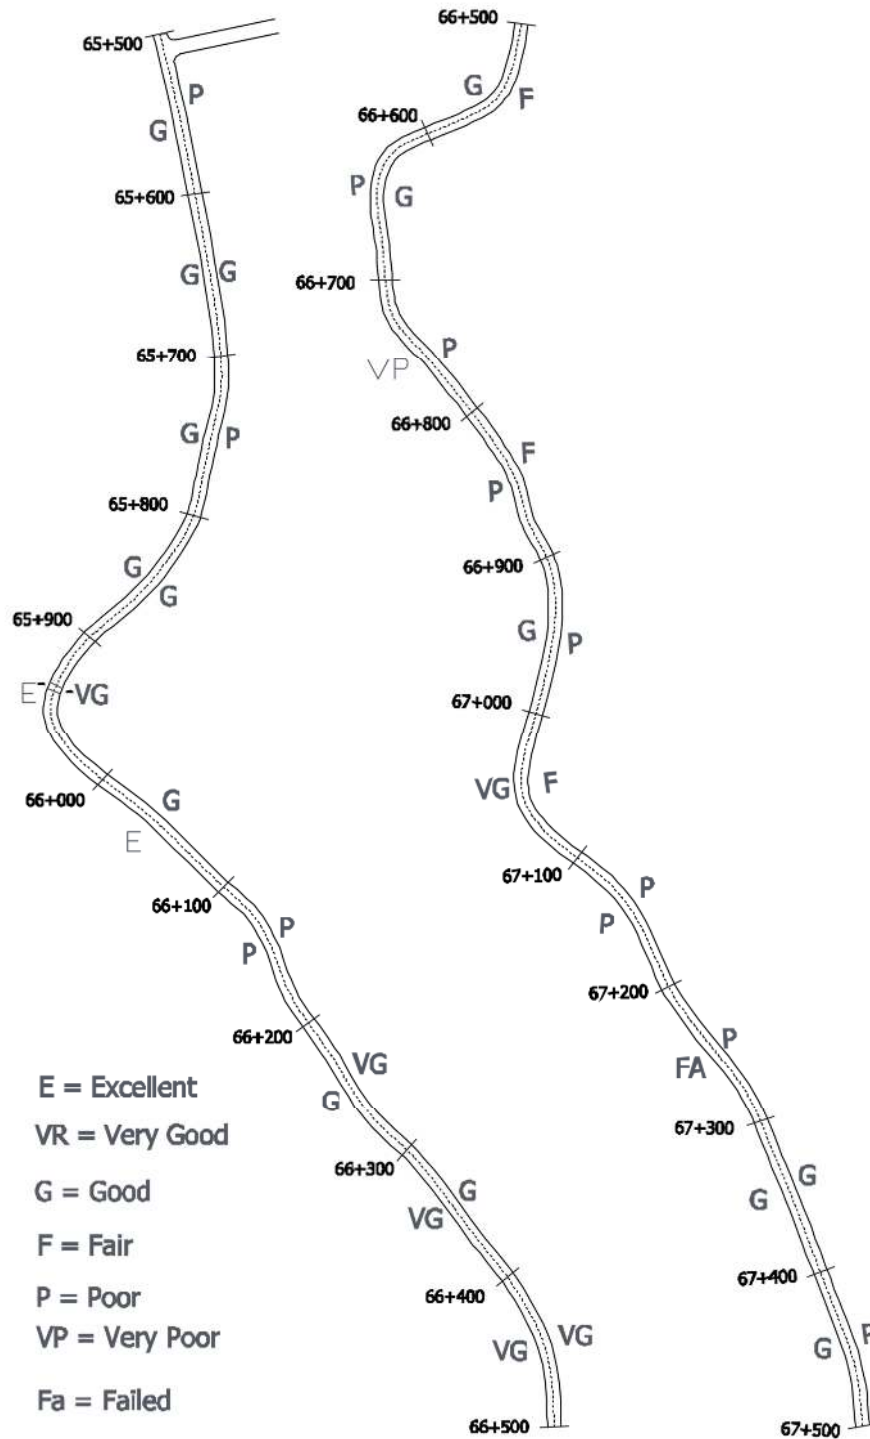 65+500
P
G
65+600
G G
65+700
G P
65+800
G
G
65+900
E VG
66+000
G
E
66+100
P
P
66+200
VG
G
66+300
G
VG
66+400
VG
VG
66+500
66+500
G
F
66+600
P
G
66+700
P
VP
66+800
F
P
66+900
G
P
67+000
VG F
67+100
P
P
67+200
P
FA
67+300
G
G
67+400
P
G
67+500
E = Excellent
VR = Very Good
G = Good
F = Fair
P = Poor
VP = Very Poor
Fa = Failed